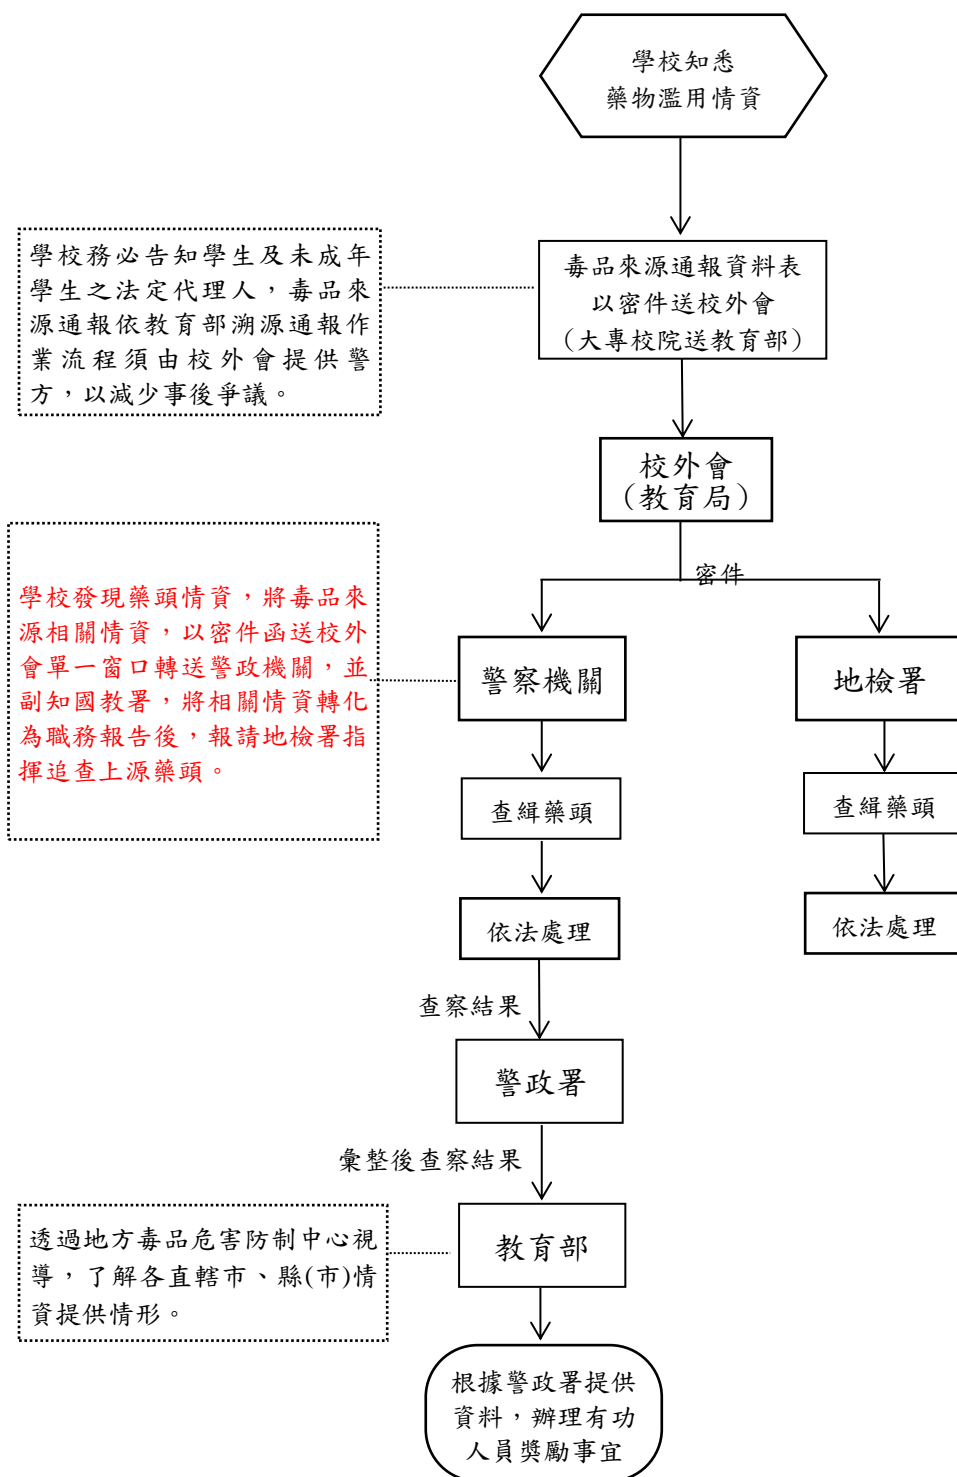 學校知悉
藥物濫用情資
學校務必告知學生及未成年
學生之法定代理人，毒品來
源通報依教育部溯源通報作
業流程須由校外會提供警
方，以減少事後爭議。
毒品來源通報資料表
以密件送校外會
（大專校院送教育部）
校外會
（教育局）
密件
學校發現藥頭情資，將毒品來
源相關情資，以密件函送校外
會單一窗口轉送警政機關，並
副知國教署，將相關情資轉化
為職務報告後，報請地檢署指
揮追查上源藥頭。
警察機關
地檢署
查緝藥頭
查緝藥頭
依法處理
依法處理
查察結果
警政署
彙整後查察結果
透過地方毒品危害防制中心視
導，了解各直轄市、縣(市)情
資提供情形。
教育部
根據警政署提供
資料，辦理有功
人員獎勵事宜